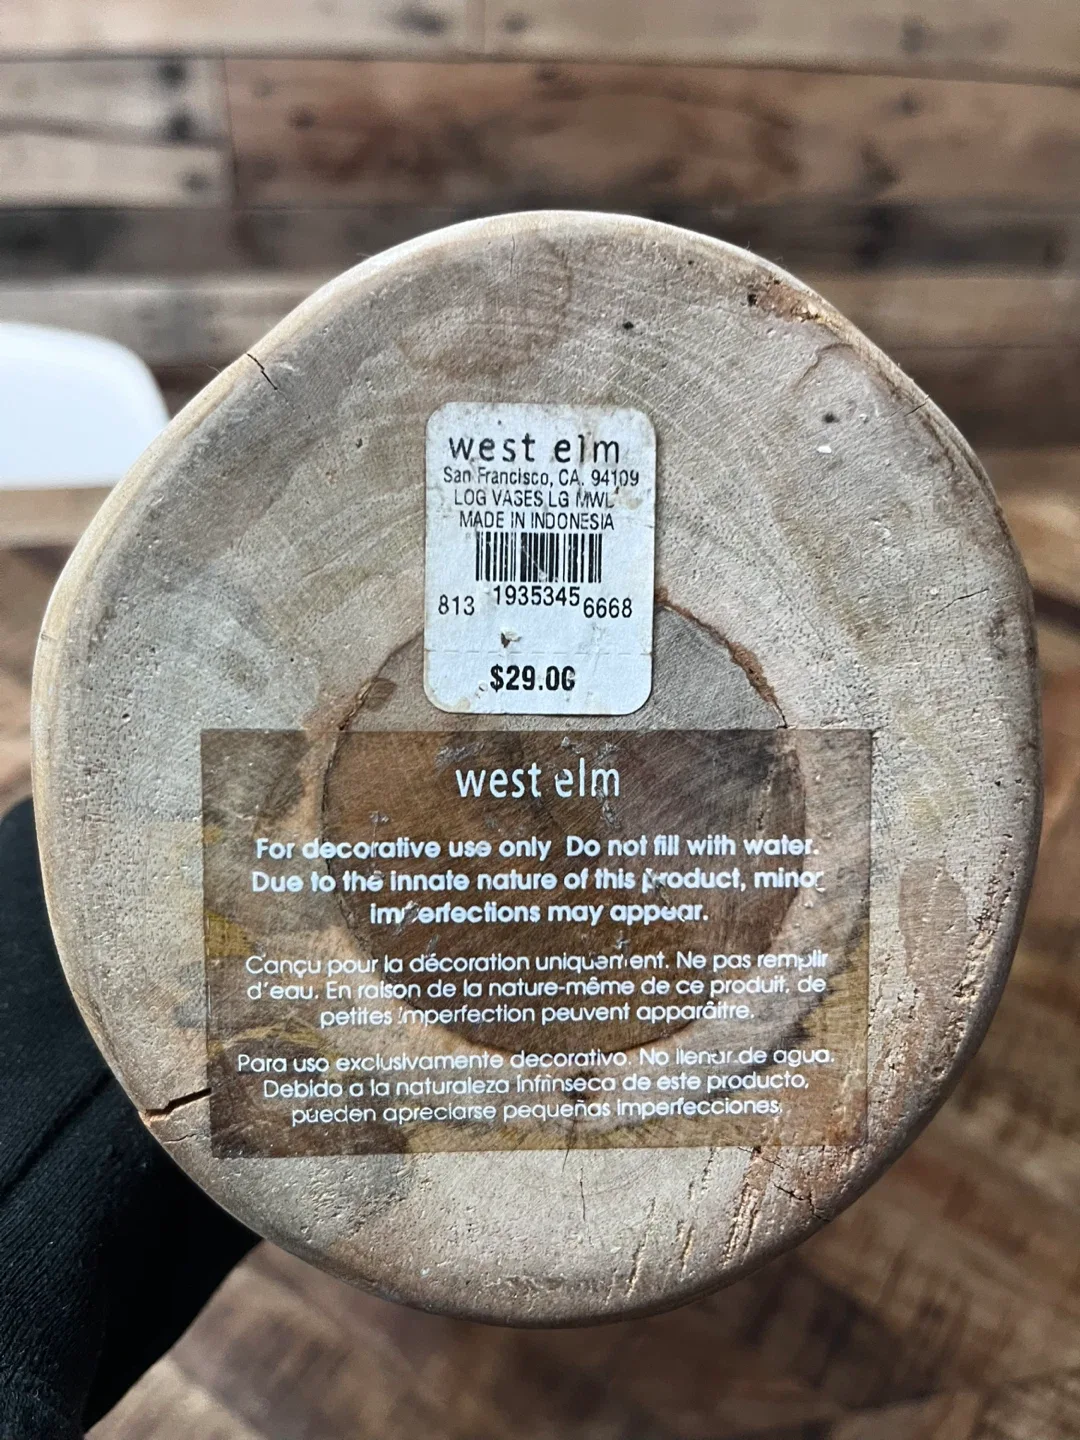 west elm
San Francisco, CA. 94109
LOG VASES LG MWL
MADE IN INDONESIA
813 1935345 6668
$29.00
west elm
For decorative use only Do not fill with water.
Due to the innate nature of this product, minor
imperfections may appear.
Cançu pour la décoration uniquement. Ne pas remplir
d'eau. En raison de la nature-même de ce produit, de
petites imperfection peuvent apparâitre.
Para uso exclusivamente decorativo. No llenar de agua.
Debido a la naturaleza infrínseca de este producto,
pueden apreciarse pequeñas imperfecciones.